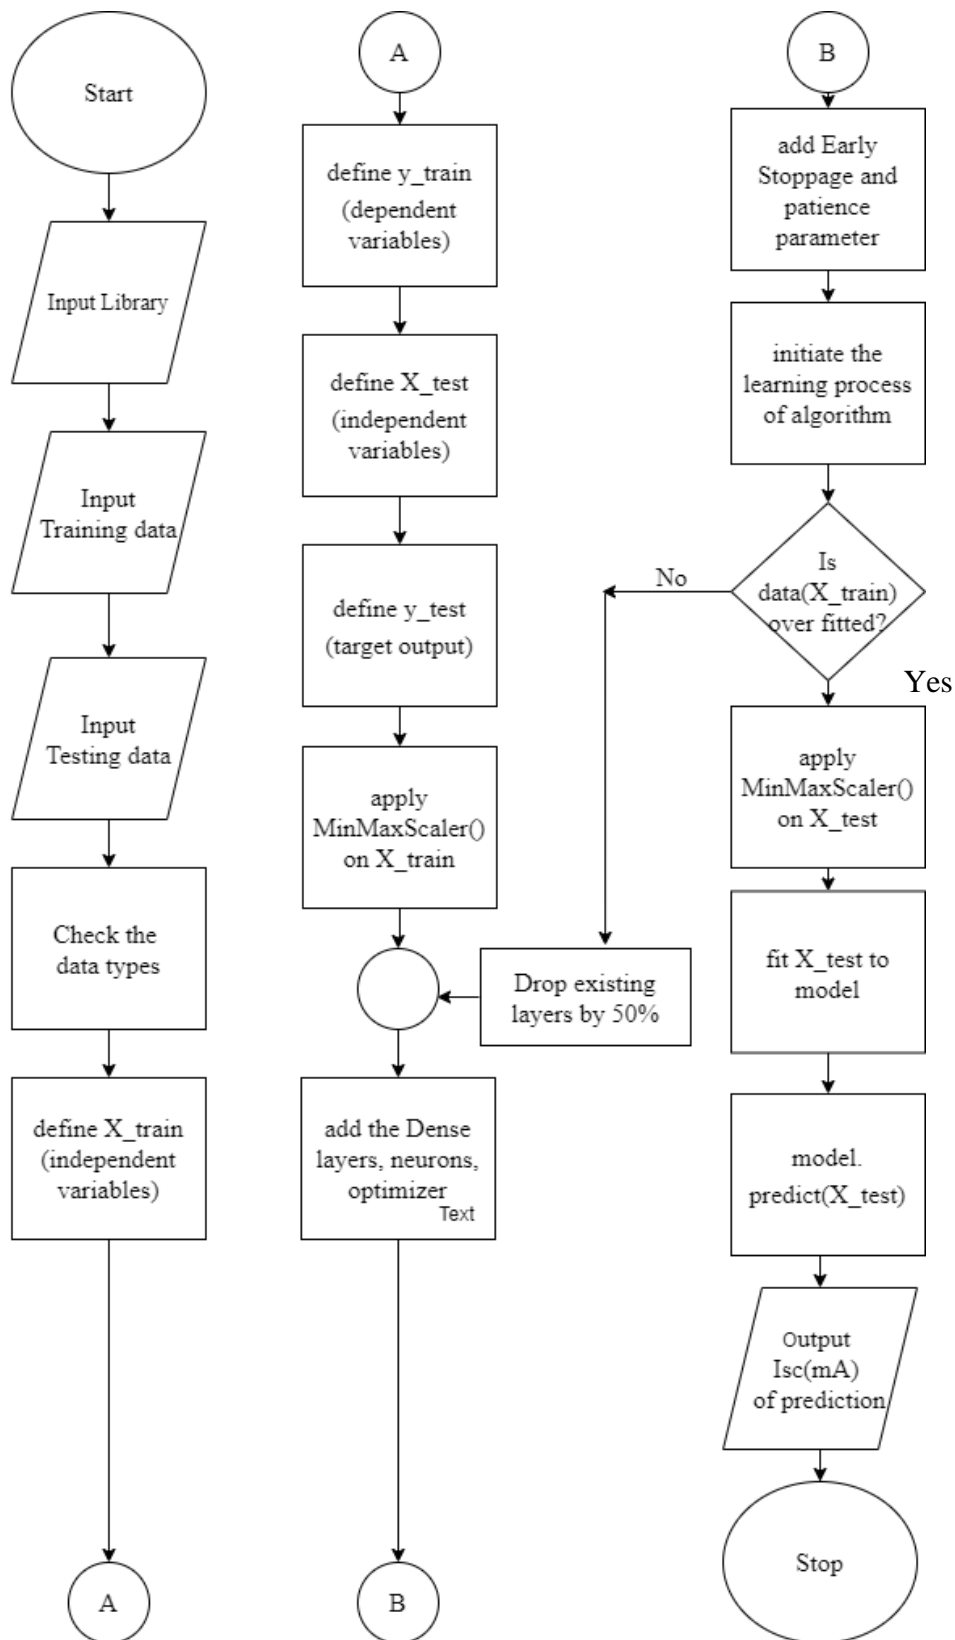 Start
Input Library
Input
Training data
Input
Testing data
Check the
data types
define X_train
(independent
variables)
A
A
define y_train
(dependent
variables)
define X_test
(independent
variables)
define y_test
(target output)
apply
MinMaxScaler()
on X_train
Drop existing
layers by 50%
add the Dense
layers, neurons,
optimizer
Text
B
B
add Early
Stoppage and
patience
parameter
initiate the
learning process
of algorithm
Is
data(X_train)
over fitted?
No
Yes
apply
MinMaxScaler()
on X_test
fit X_test to
model
model.
predict(X_test)
Output
Isc(mA)
of prediction
Stop